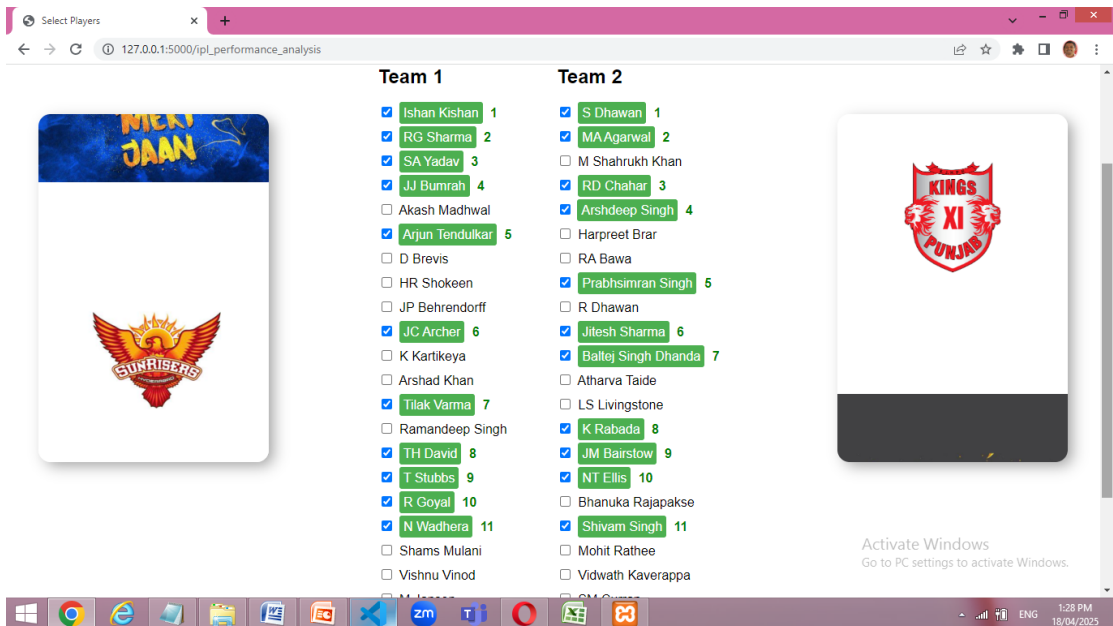 Select Players
127.0.0.1:5000/ipl_performance_analysis
MERI
JAAN
SUNRISERS
Team 1
Ishan Kishan 1
RG Sharma 2
SA Yadav 3
JJ Bumrah 4
Akash Madhwal
Arjun Tendulkar 5
D Brevis
HR Shokeen
JP Behrendorff
JC Archer 6
K Kartikeya
Arshad Khan
Tilak Varma 7
Ramandeep Singh
TH David 8
T Stubbs 9
R Goyal 10
N Wadhera 11
Shams Mulani
Vishnu Vinod
M Jansen
Team 2
S Dhawan 1
MA Agarwal 2
M Shahrukh Khan
RD Chahar 3
Arshdeep Singh 4
Harpreet Brar
RA Bawa
Prabhsimran Singh 5
R Dhawan
Jitesh Sharma 6
Baltej Singh Dhanda 7
Atharva Taide
LS Livingstone
K Rabada 8
JM Bairstow 9
NT Ellis 10
Bhanuka Rajapakse
Shivam Singh 11
Mohit Rathee
Vidwath Kaverappa
SM Curran
KINGS
XI
PUNJAB
Activate Windows
Go to PC settings to activate Windows.
zm
ENG
1:28 PM
18/04/2025